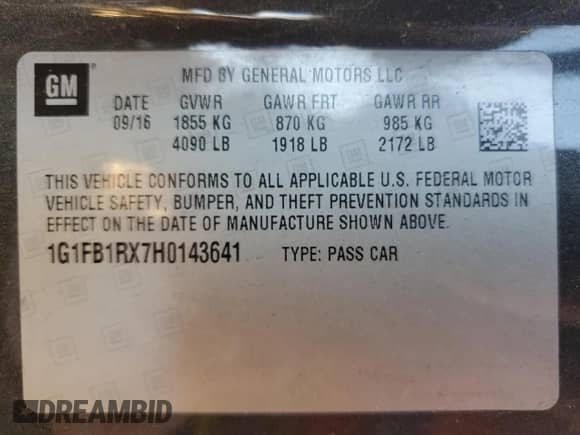 GM
MFD BY GENERAL MOTORS LLC
DATE GVWR GAWR FRT GAWR RR
09/16 1855 KG 870 KG 985 KG
4090 LB 1918 LB 2172 LB
THIS VEHICLE CONFORMS TO ALL APPLICABLE U.S. FEDERAL MOTOR
VEHICLE SAFETY, BUMPER, AND THEFT PREVENTION STANDARDS IN
EFFECT ON THE DATE OF MANUFACTURE SHOWN ABOVE.
1G1FB1RX7H0143641 TYPE: PASS CAR
DREAMBID